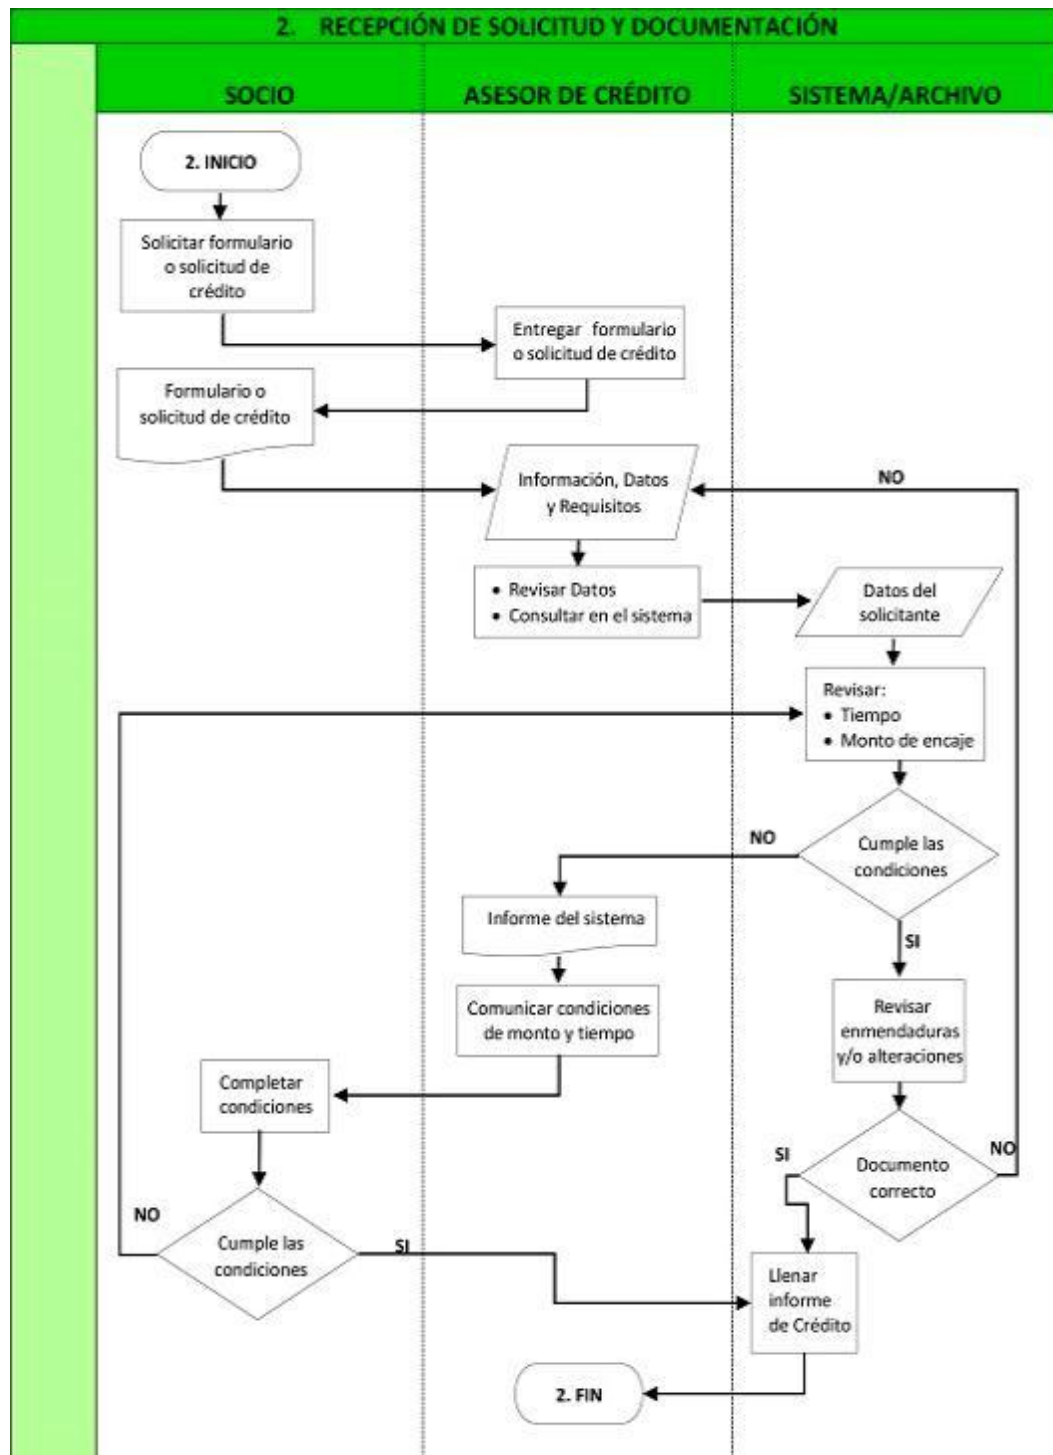 2. RECEPCIÓN DE SOLICITUD Y DOCUMENTACIÓN
SOCIO
ASESOR DE CRÉDITO
SISTEMA/ARCHIVO
2. INICIO
Solicitar formulario
o solicitud de
crédito
Entregar formulario
o solicitud de crédito
Formulario o
solicitud de crédito
Información, Datos
y Requisitos
NO
• Revisar Datos
• Consultar en el sistema
Datos del
solicitante
Revisar:
• Tiempo
• Monto de encaje
NO
Cumple las
condiciones
Informe del sistema
SI
Comunicar condiciones
de monto y tiempo
Revisar
enmendaduras
y/o alteraciones
Completar
condiciones
SI
Documento
correcto
NO
NO
Cumple las
condiciones
SI
Llenar
informe
de Crédito
2. FIN